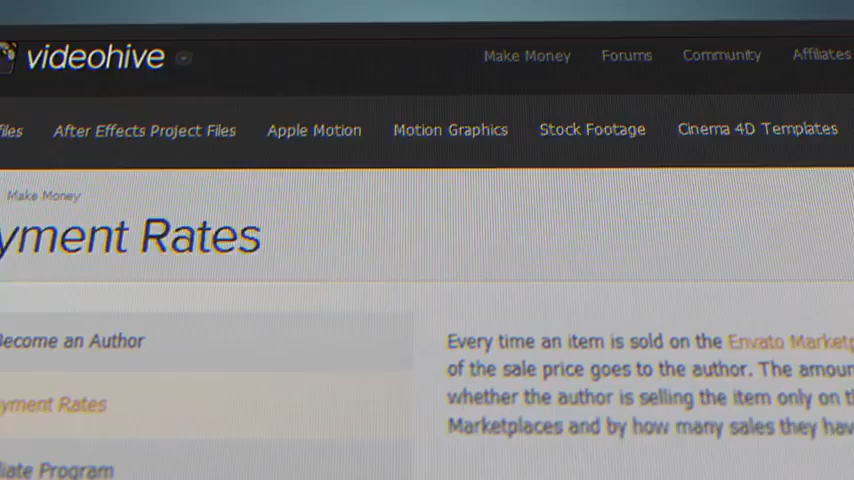 videohive
Make Money Forums Community Affiliates
files After Effects Project Files Apple Motion Motion Graphics Stock Footage Cinema 4D Templates
Make Money
yment Rates
Become an Author
yment Rates
liate Program
Every time an item is sold on the Envato Marketp
of the sale price goes to the author. The amoun
whether the author is selling the item only on th
Marketplaces and by how many sales they hav